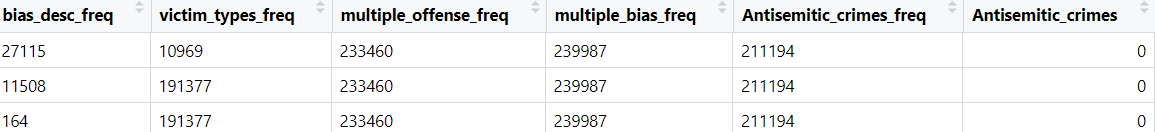 bias_desc_freq victim_types_freq multiple_offense_freq multiple_bias_freq Antisemitic_crimes_freq Antisemitic_crimes
27115 10969 233460 239987 211194 0
11508 191377 233460 239987 211194 0
164 191377 233460 239987 211194 0